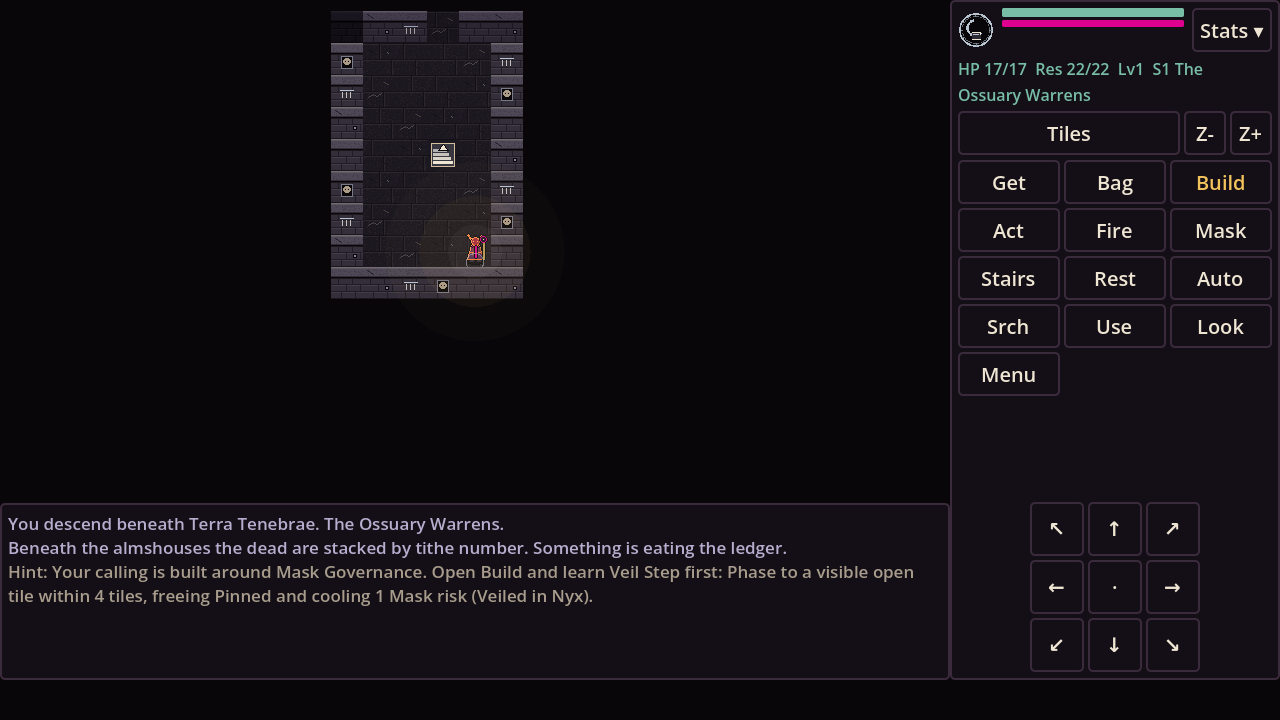 Stats ▾
HP 17/17 Res 22/22 Lv1 S1 The
Ossuary Warrens
Tiles Z- Z+
Get Bag Build
Act Fire Mask
Stairs Rest Auto
Srch Use Look
Menu
↖ ↑ ↗
← · →
↙ ↓ ↘
You descend beneath Terra Tenebrae. The Ossuary Warrens.
Beneath the almshouses the dead are stacked by tithe number. Something is eating the ledger.
Hint: Your calling is built around Mask Governance. Open Build and learn Veil Step first: Phase to a visible open
tile within 4 tiles, freeing Pinned and cooling 1 Mask risk (Veiled in Nyx).